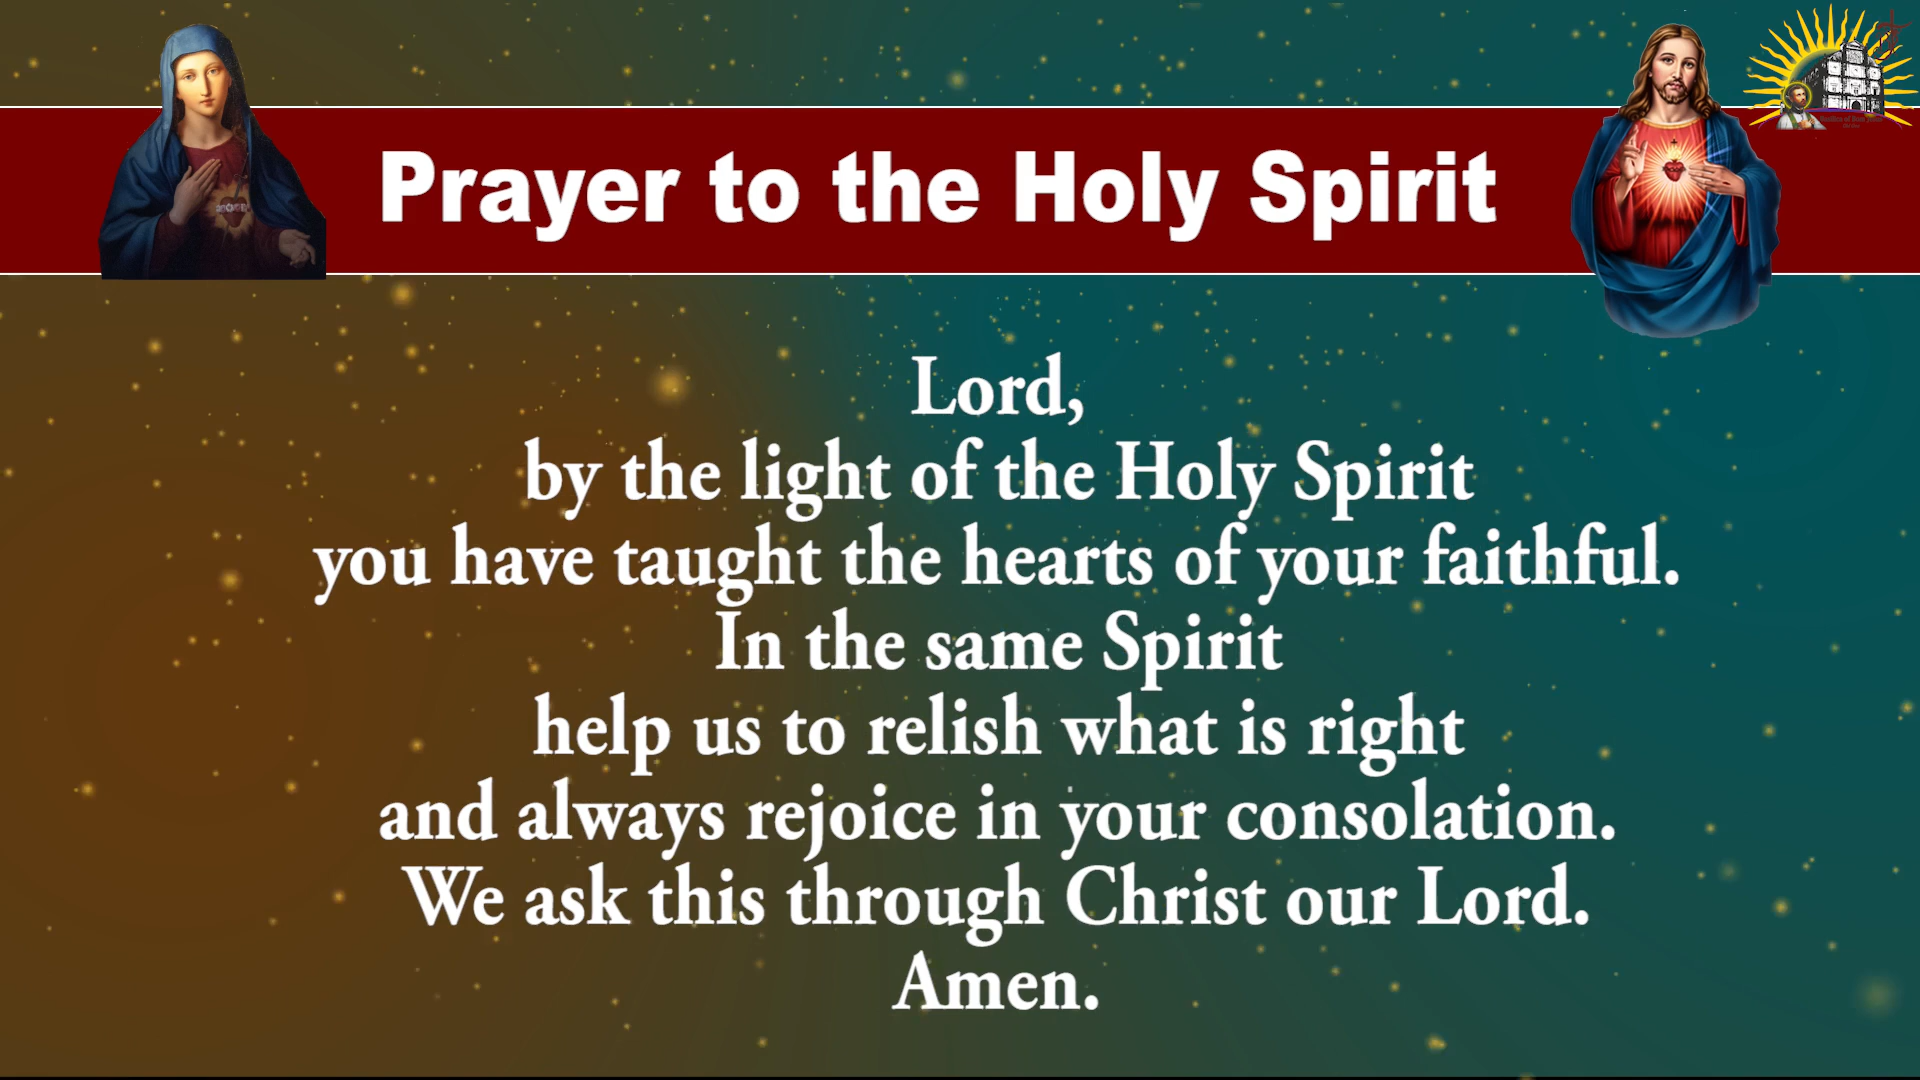 Prayer to the Holy Spirit
Lord,
by the light of the Holy Spirit
you have taught the hearts of your faithful.
In the same Spirit
help us to relish what is right
and always rejoice in your consolation.
We ask this through Christ our Lord.
Amen.